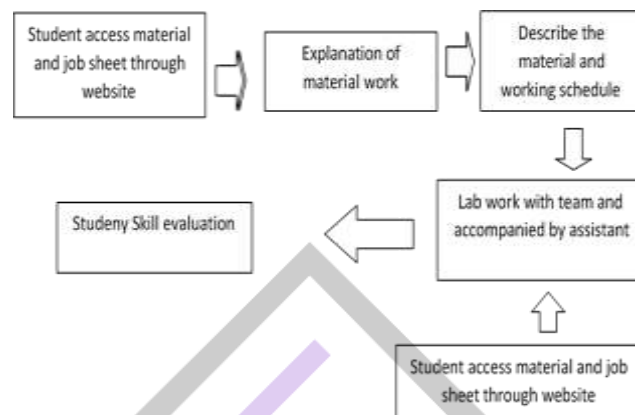 Student access material
and job sheet through
website
Explanation of
material work
Describe the
material and
working schedule
Lab work with team and
accompanied by assistant
Studeny Skill evaluation
Student access material and job
sheet through website